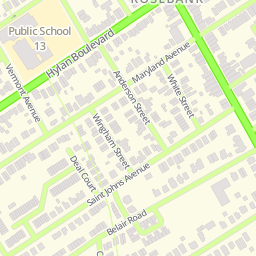 ROSEBANK
Public School
13
Hylan Boulevard
Maryland Avenue
Vermont Avenue
Anderson Street
White Street
Wingham Street
Deal Court
Saint Johns Avenue
Belair Road